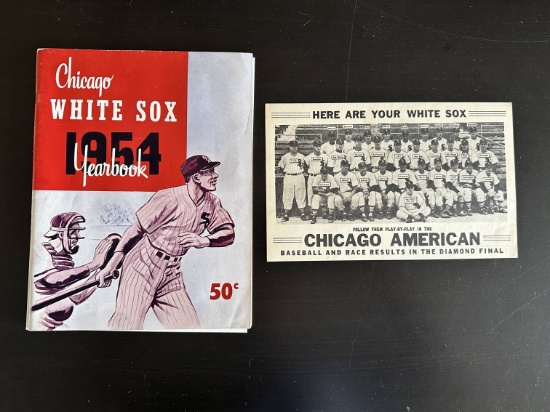 Chicago
WHITE SOX
1954
Yearbook
50¢
HERE ARE YOUR WHITE SOX
FOLLOW THEM PLAY-BY-PLAY IN THE
CHICAGO AMERICAN
BASEBALL AND RACE RESULTS IN THE DIAMOND FINAL